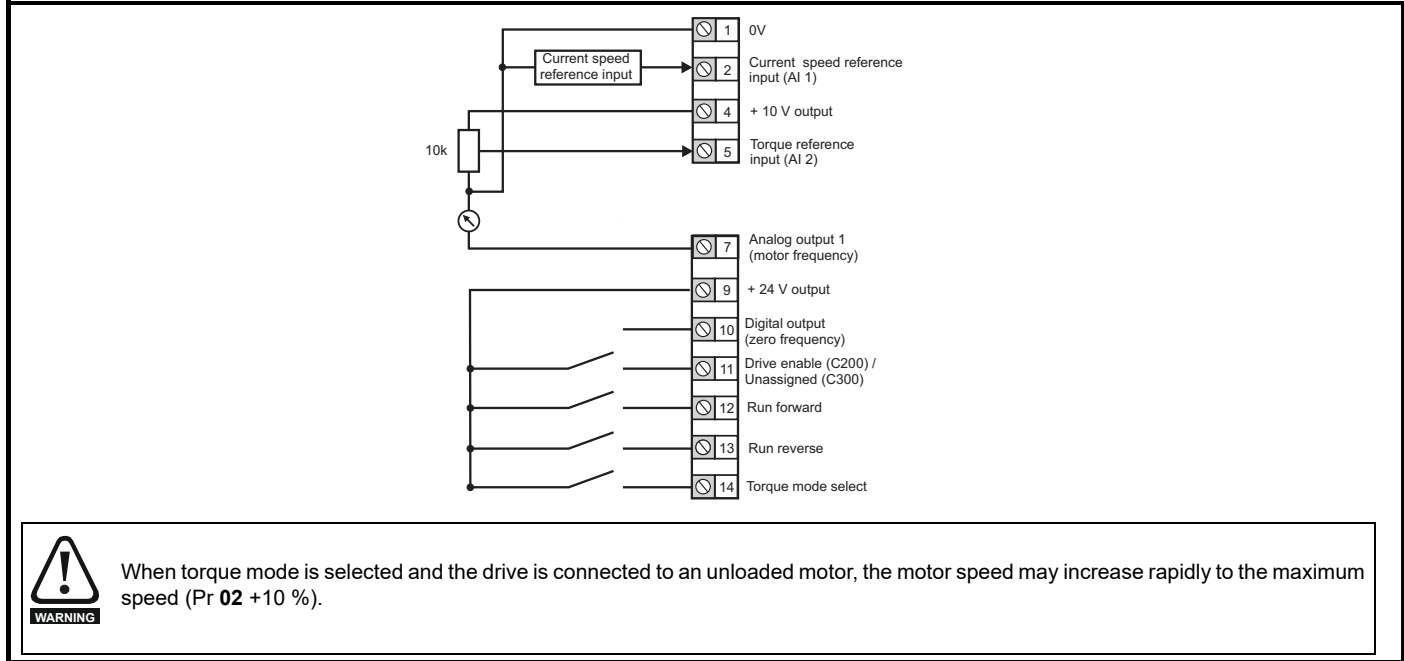 1 0V
Current speed
reference input
2 Current speed reference
input (AI 1)
4 + 10 V output
10k
5 Torque reference
input (AI 2)
7 Analog output 1
(motor frequency)
9 + 24 V output
10 Digital output
(zero frequency)
11 Drive enable (C200) /
Unassigned (C300)
12 Run forward
13 Run reverse
14 Torque mode select
When torque mode is selected and the drive is connected to an unloaded motor, the motor speed may increase rapidly to the maximum
speed (Pr 02 +10 %).
WARNING